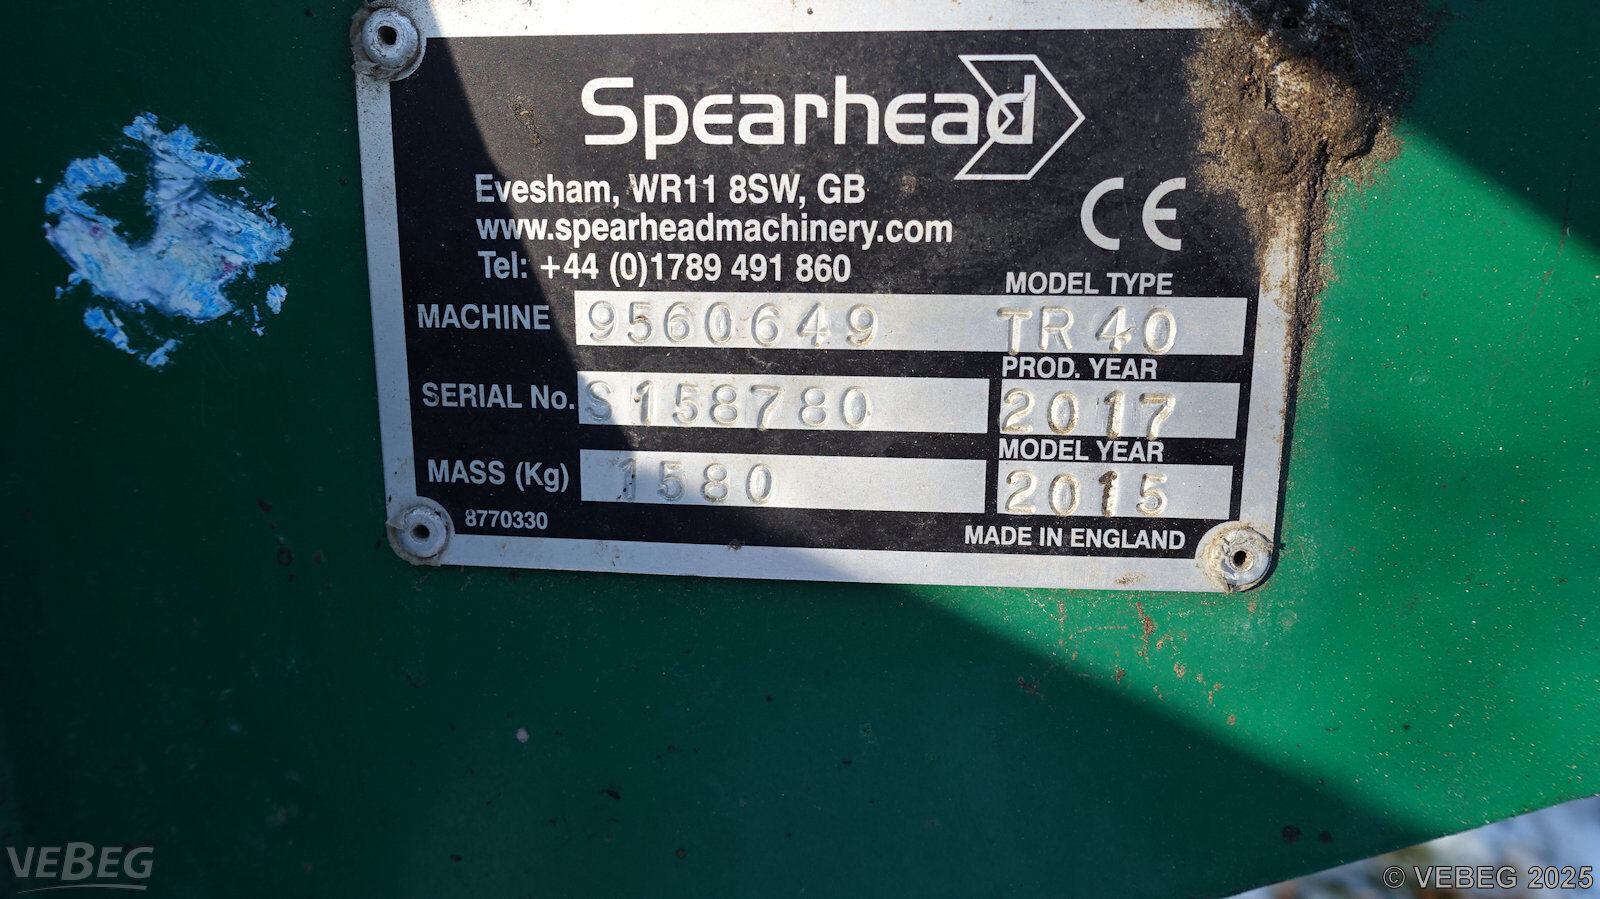 Spearhead
Evesham, WR11 8SW, GB
www.spearheadmachinery.com
Tel: +44 (0)1789 491 860
CE
MODEL TYPE
MACHINE 9560649 TR40
PROD. YEAR
SERIAL No. S158780 2017
MODEL YEAR
MASS (Kg) 1580 2015
8770330
MADE IN ENGLAND
VEBEG
© VEBEG 2025